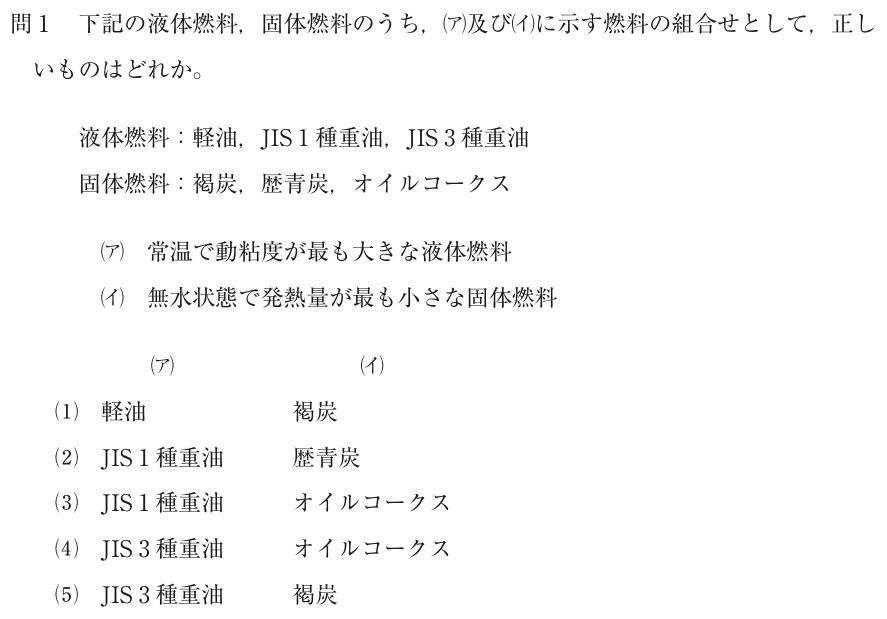 問1　下記の液体燃料，固体燃料のうち，㋐及び㋑に示す燃料の組合せとして，正し
いものはどれか。
液体燃料：軽油，JIS 1 種重油，JIS 3 種重油
固体燃料：褐炭，歴青炭，オイルコークス
(ア)　常温で動粘度が最も大きな液体燃料
(イ)　無水状態で発熱量が最も小さな固体燃料
(ア)　(イ)
(1)　軽油　褐炭
(2)　JIS 1 種重油　歴青炭
(3)　JIS 1 種重油　オイルコークス
(4)　JIS 3 種重油　オイルコークス
(5)　JIS 3 種重油　褐炭